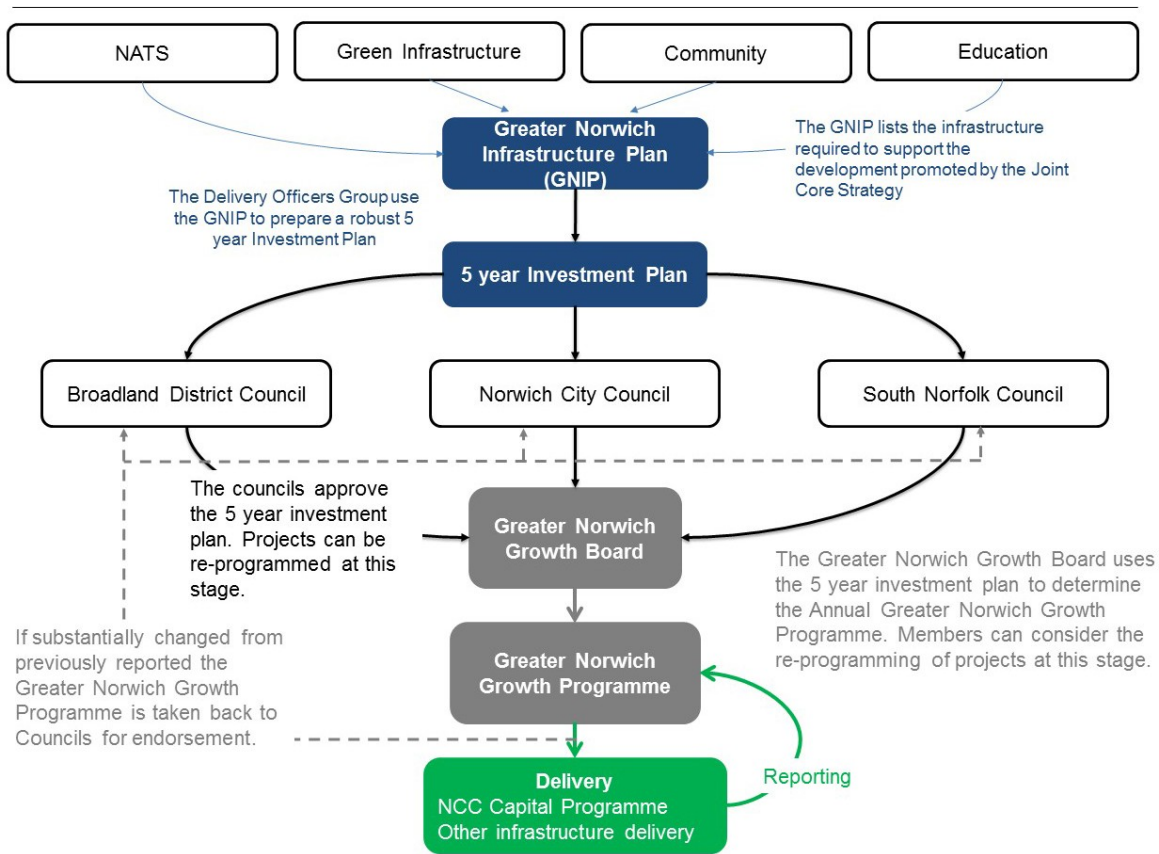 NATS
Green Infrastructure
Community
Education
Greater Norwich
Infrastructure Plan
(GNIP)
The GNIP lists the infrastructure
required to support the
development promoted by the Joint
Core Strategy
The Delivery Officers Group use
the GNIP to prepare a robust 5
year Investment Plan
5 year Investment Plan
Broadland District Council
Norwich City Council
South Norfolk Council
The councils approve
the 5 year investment
plan. Projects can be
re-programmed at this
stage.
Greater Norwich
Growth Board
The Greater Norwich Growth Board uses
the 5 year investment plan to determine
the Annual Greater Norwich Growth
Programme. Members can consider the
re-programming of projects at this stage.
If substantially changed from
previously reported the
Greater Norwich Growth
Programme is taken back to
Councils for endorsement.
Greater Norwich
Growth Programme
Delivery
NCC Capital Programme
Other infrastructure delivery
Reporting